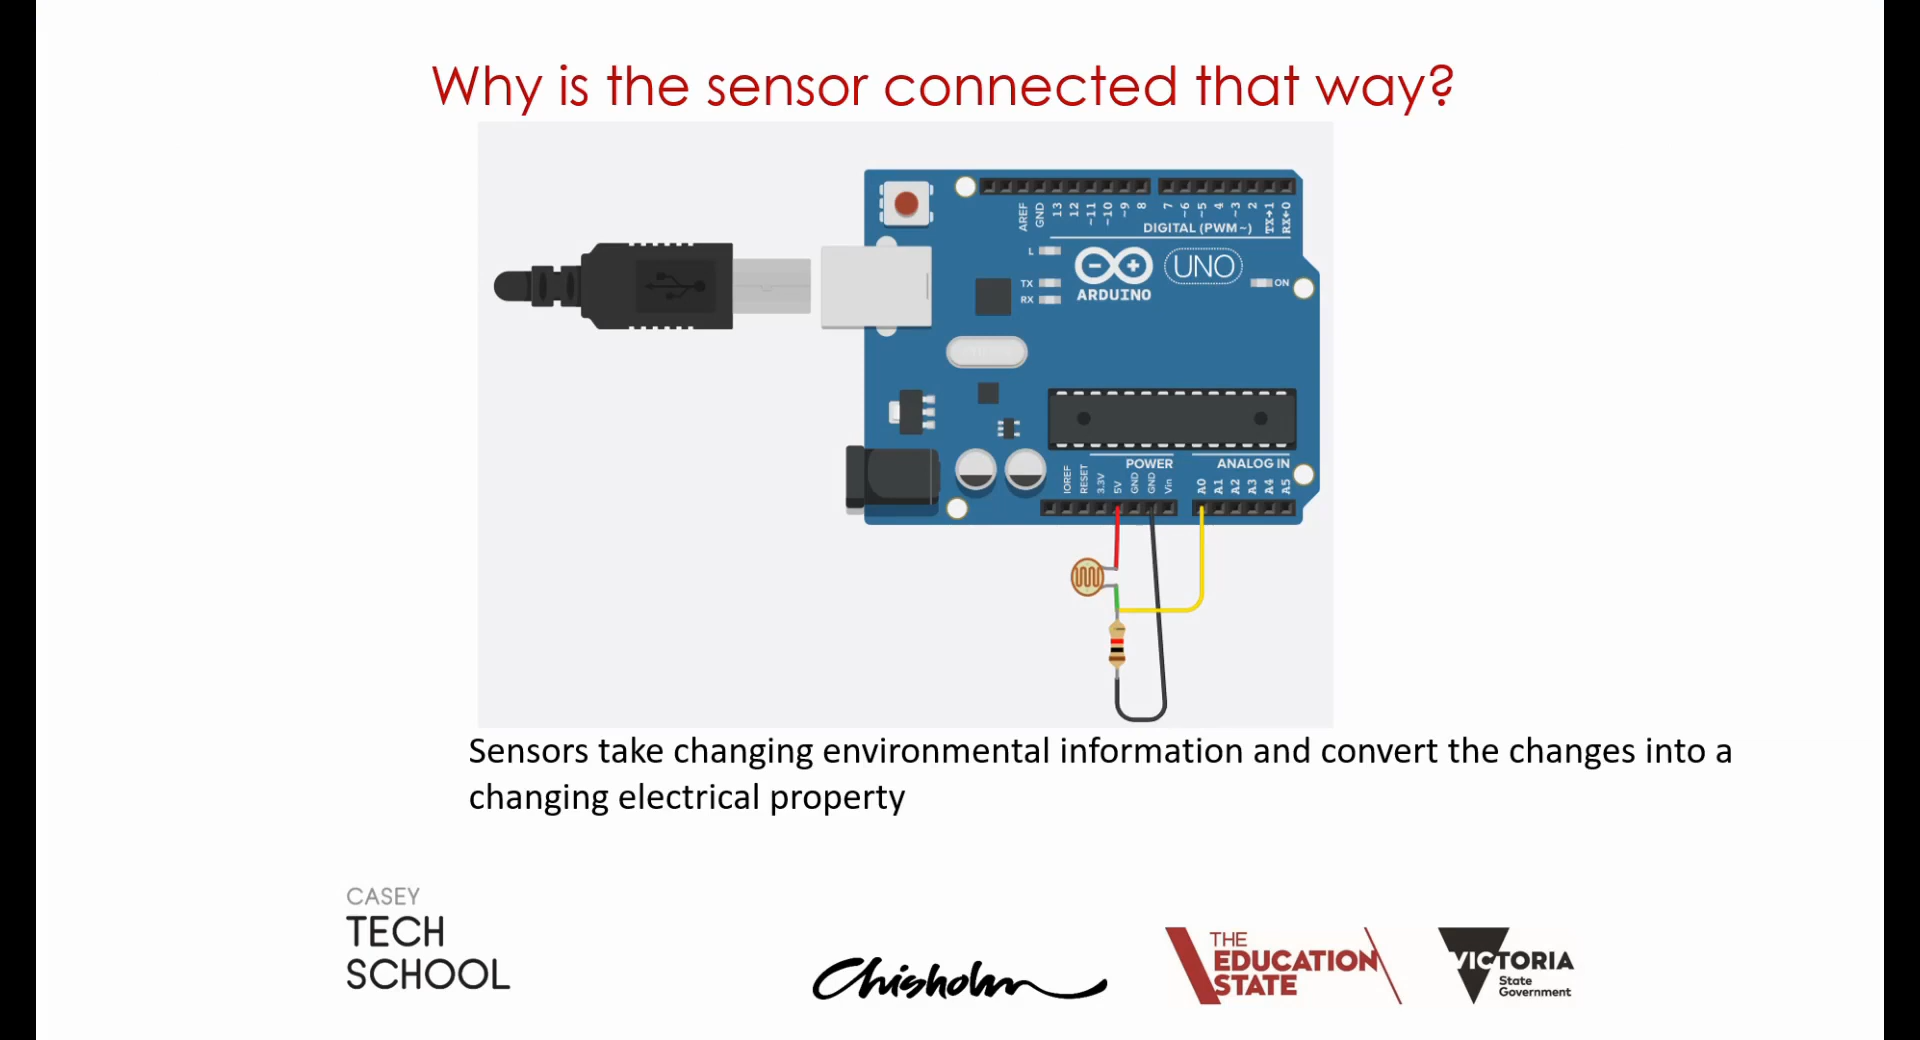 Why is the sensor connected that way?
AREF
GND
13
12
~11
~10
~9
8
7
~6
~5
4
~3
2
TX→1
RX←0
DIGITAL (PWM~)
L
TX
RX
ARDUINO
UNO
ON
POWER
ANALOG IN
IOREF
RESET
3.3V
5V
GND
GND
Vin
A0
A1
A2
A3
A4
A5
Sensors take changing environmental information and convert the changes into a
changing electrical property
CASEY
TECH
SCHOOL
Chisholm
THE
EDUCATION
STATE
VICTORIA
State
Government